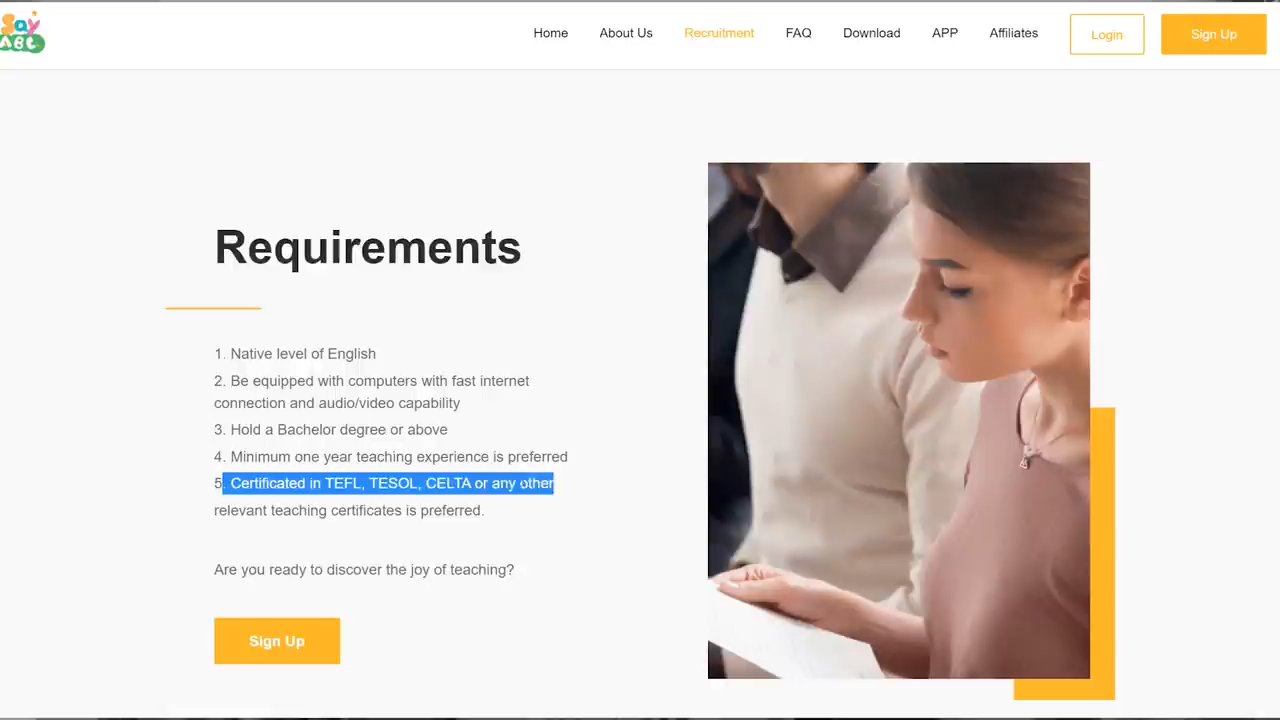 Say
ABC
Home
About Us
Recruitment
FAQ
Download
APP
Affiliates
Login
Sign Up
Requirements
1. Native level of English
2. Be equipped with computers with fast internet
connection and audio/video capability
3. Hold a Bachelor degree or above
4. Minimum one year teaching experience is preferred
5. Certificated in TEFL, TESOL, CELTA or any other
relevant teaching certificates is preferred.
Are you ready to discover the joy of teaching?
Sign Up